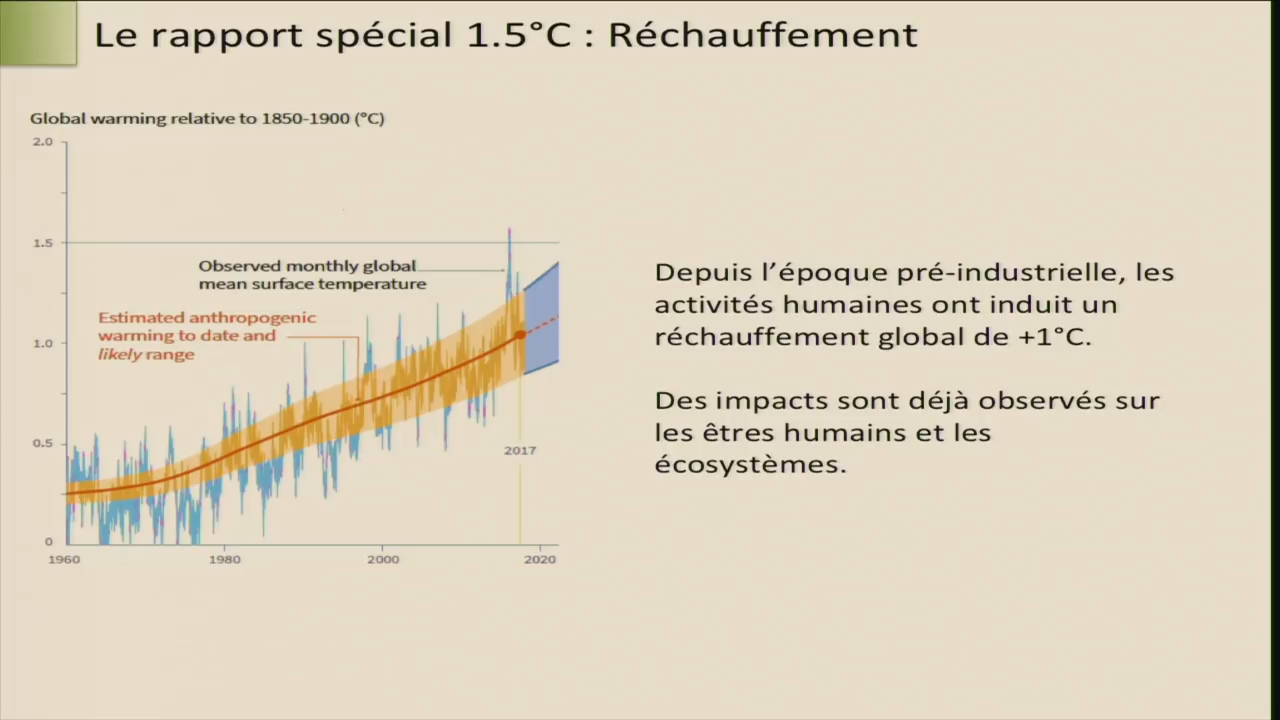 Le rapport spécial 1.5°C : Réchauffement
Global warming relative to 1850-1900 (°C)
2.0
1.5
Observed monthly global
mean surface temperature
Estimated anthropogenic
warming to date and
likely range
1.0
0.5
2017
0
1960
1980
2000
2020
Depuis l’époque pré-industrielle, les
activités humaines ont induit un
réchauffement global de +1°C.
Des impacts sont déjà observés sur
les êtres humains et les
écosystèmes.